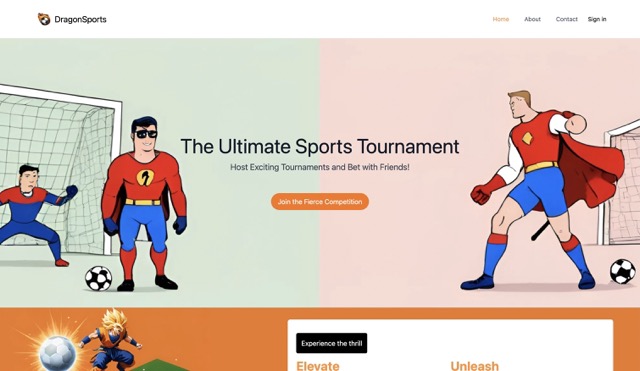 DragonSports
Home About Contact Sign in
The Ultimate Sports Tournament
Host Exciting Tournaments and Bet with Friends!
Join the Fierce Competition
Experience the thrill
Elevate Unleash